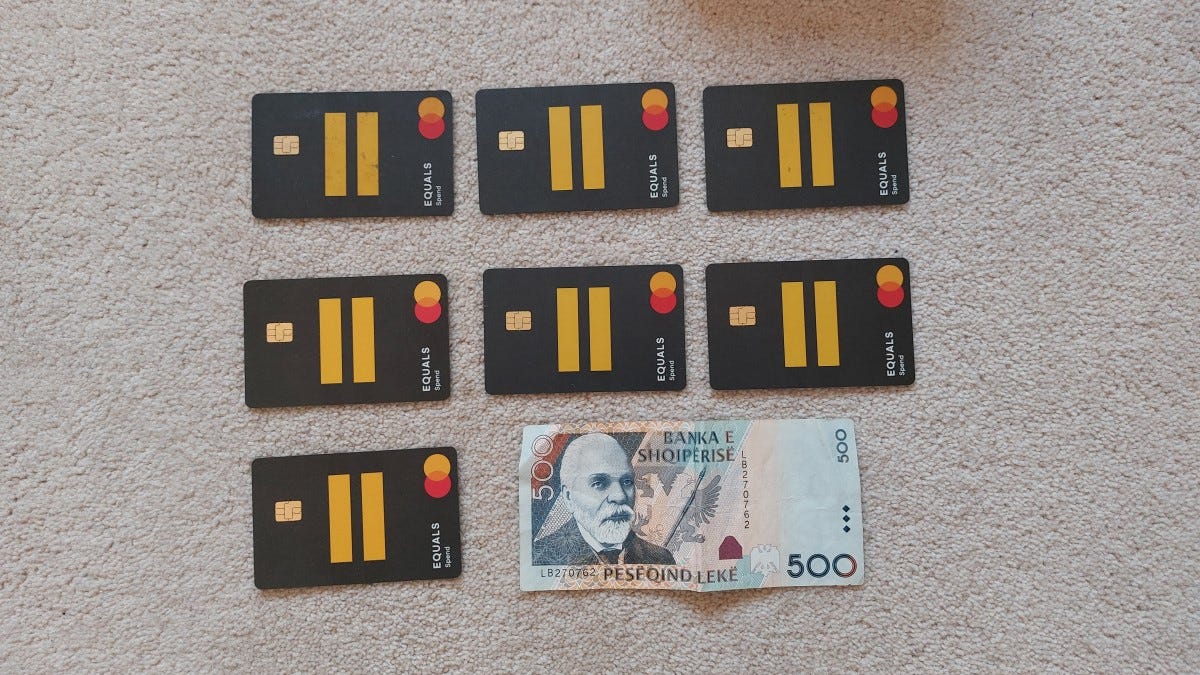 EQUALS
Spend
EQUALS
Spend
EQUALS
Spend
EQUALS
Spend
EQUALS
Spend
EQUALS
Spend
EQUALS
Spend
500
BANKA E
SHQIPËRISË
LB270762
500
LB270762
PESËQIND LEKË
500